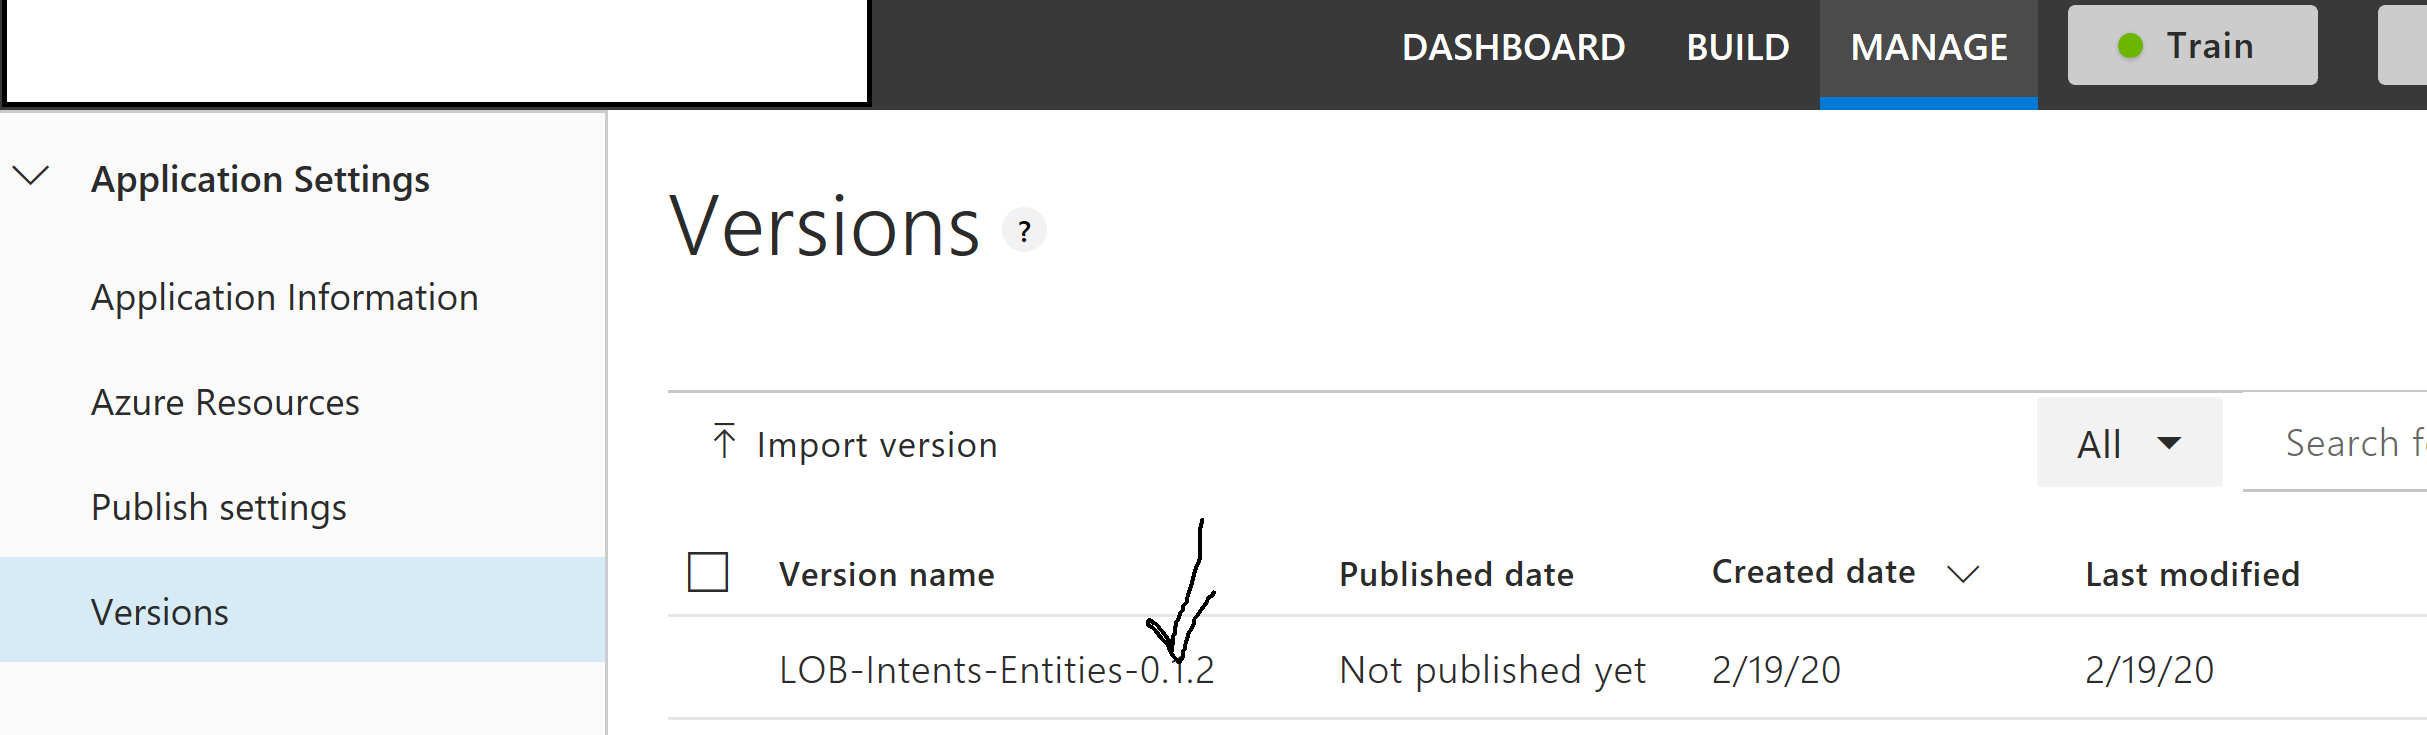 DASHBOARD BUILD MANAGE Train
Application Settings
Application Information
Azure Resources
Publish settings
Versions
Versions ?
Import version All Search f
Version name Published date Created date Last modified
LOB-Intents-Entities-0.1.2 Not published yet 2/19/20 2/19/20